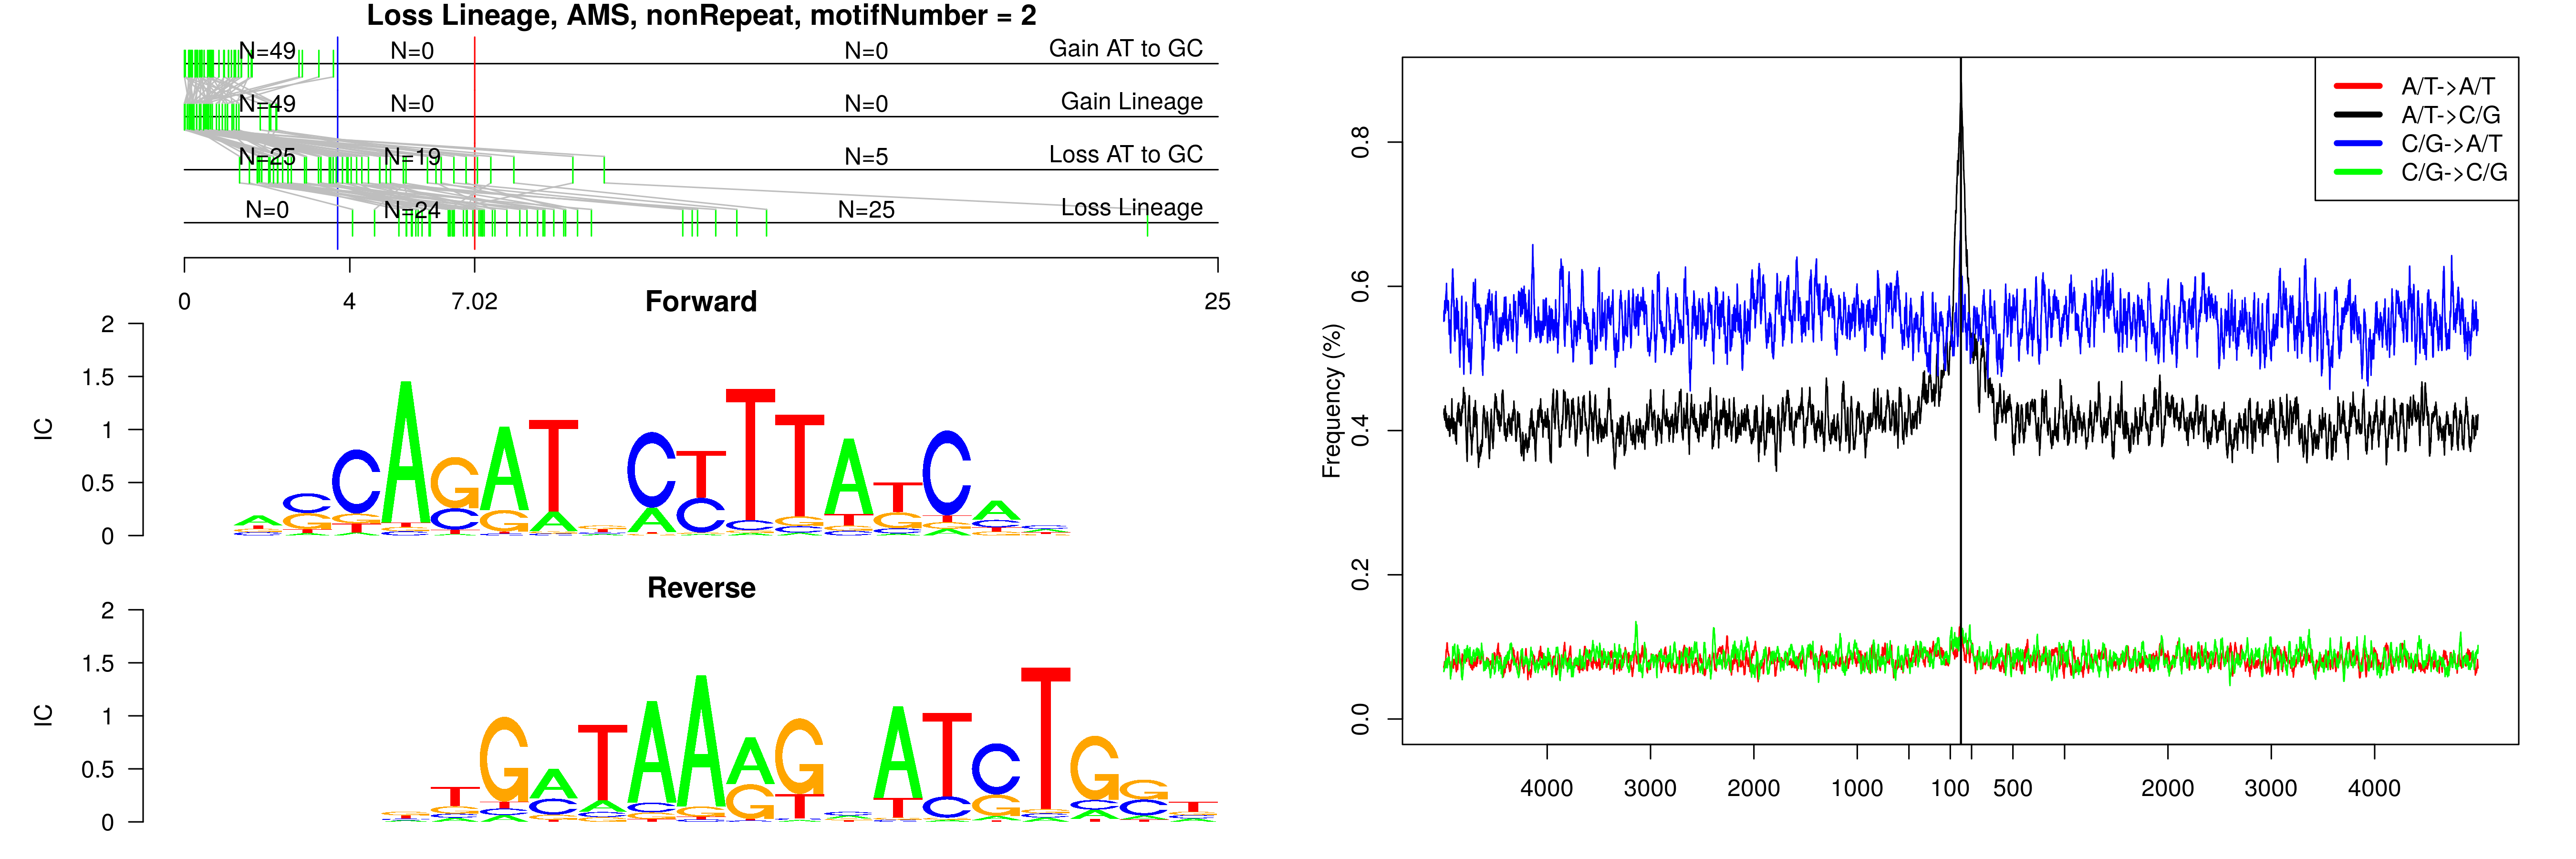 Loss Lineage, AMS, nonRepeat, motifNumber = 2
N=49 N=0 N=0 Gain AT to GC
N=49 N=0 N=0 Gain Lineage
N=25 N=19 N=5 Loss AT to GC
N=0 N=24 N=25 Loss Lineage
0 4 7.02 25
Forward
IC
2
1.5
1
0.5
0
Reverse
IC
2
1.5
1
0.5
0
A/T->A/T
A/T->C/G
C/G->A/T
C/G->C/G
Frequency (%)
0.8
0.6
0.4
0.2
0.0
4000 3000 2000 1000 100 500 2000 3000 4000